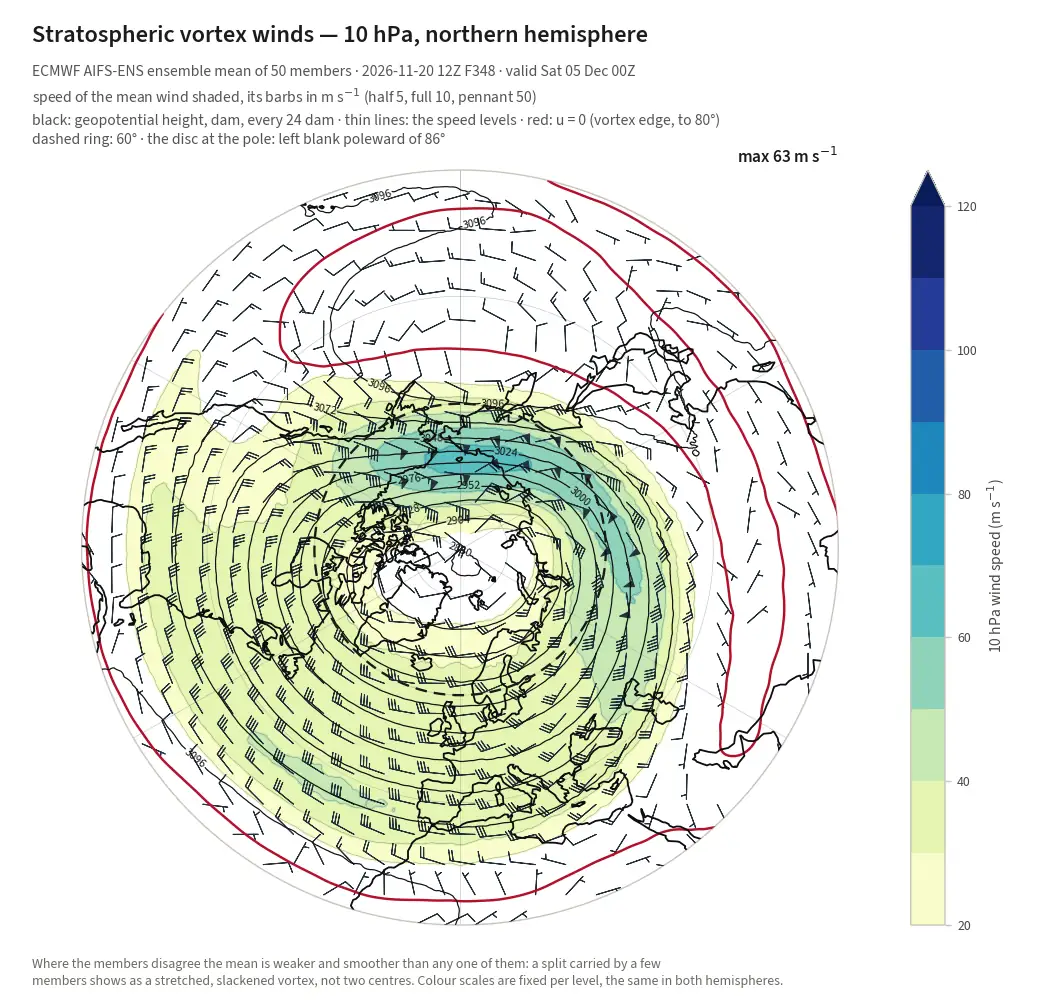 Stratospheric vortex winds — 10 hPa, northern hemisphere
ECMWF AIFS-ENS ensemble mean of 50 members · 2026-11-20 12Z F348 · valid Sat 05 Dec 00Z
speed of the mean wind shaded, its barbs in m s⁻¹ (half 5, full 10, pennant 50)
black: geopotential height, dam, every 24 dam · thin lines: the speed levels · red: u = 0 (vortex edge, to 80°)
dashed ring: 60° · the disc at the pole: left blank poleward of 86°
max 63 m s⁻¹
3096
3096
3096
3072
3096
3024
2976
2952
3000
2904
2880
3096
120
100
80
60
40
20
10 hPa wind speed (m s⁻¹)
Where the members disagree the mean is weaker and smoother than any one of them: a split carried by a few
members shows as a stretched, slackened vortex, not two centres. Colour scales are fixed per level, the same in both hemispheres.